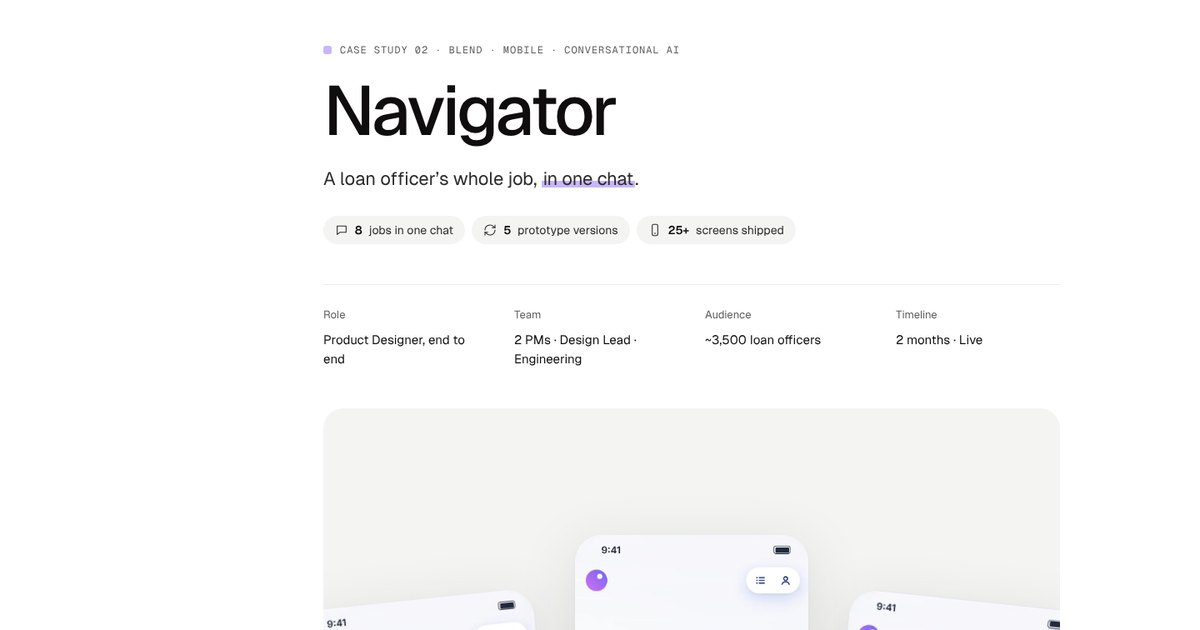 CASE STUDY 02 · BLEND · MOBILE · CONVERSATIONAL AI
Navigator
A loan officer’s whole job, in one chat.
8 jobs in one chat
5 prototype versions
25+ screens shipped
Role
Product Designer, end to
end
Team
2 PMs · Design Lead ·
Engineering
Audience
~3,500 loan officers
Timeline
2 months · Live
9:41
9:41
9:41